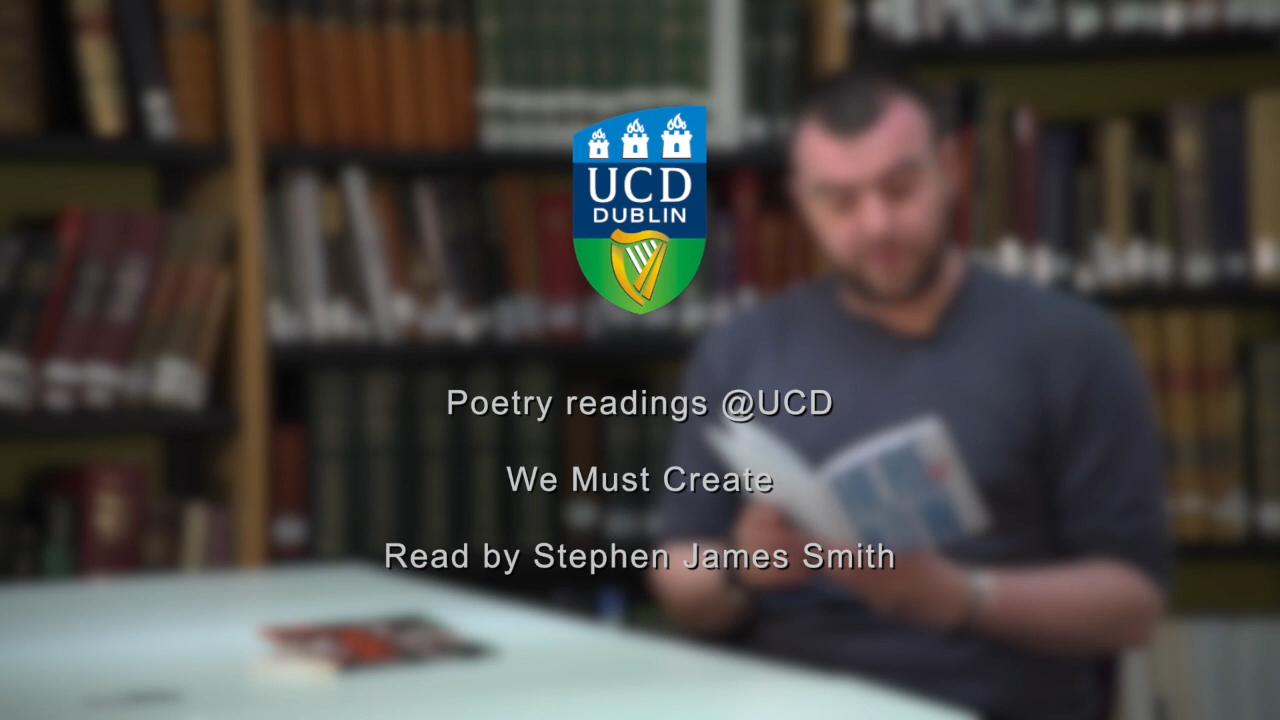 UCD
DUBLIN
Poetry readings @UCD
We Must Create
Read by Stephen James Smith